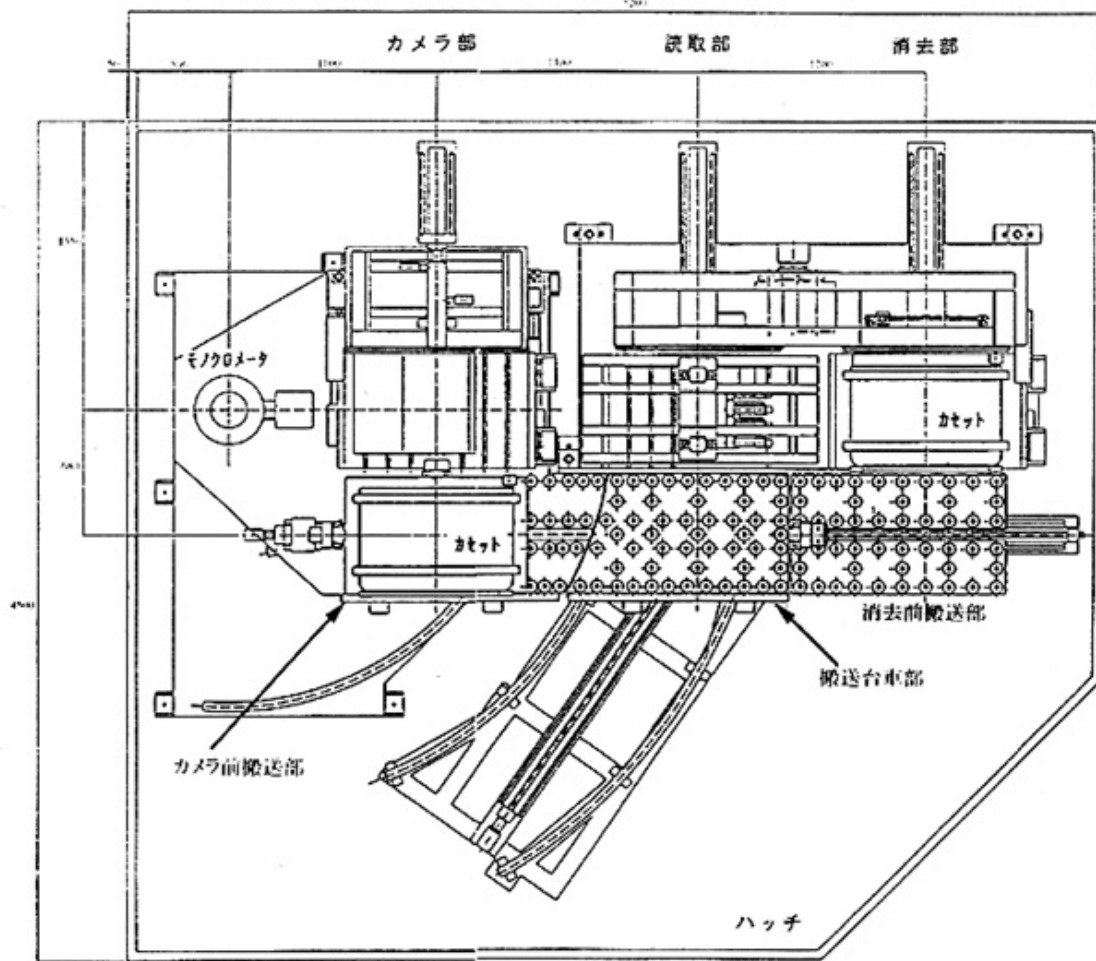 カメラ部
読取部
消去部
モノクロメータ
カセット
カセット
消去前搬送部
搬送台車部
カメラ前搬送部
ハッチ
4500